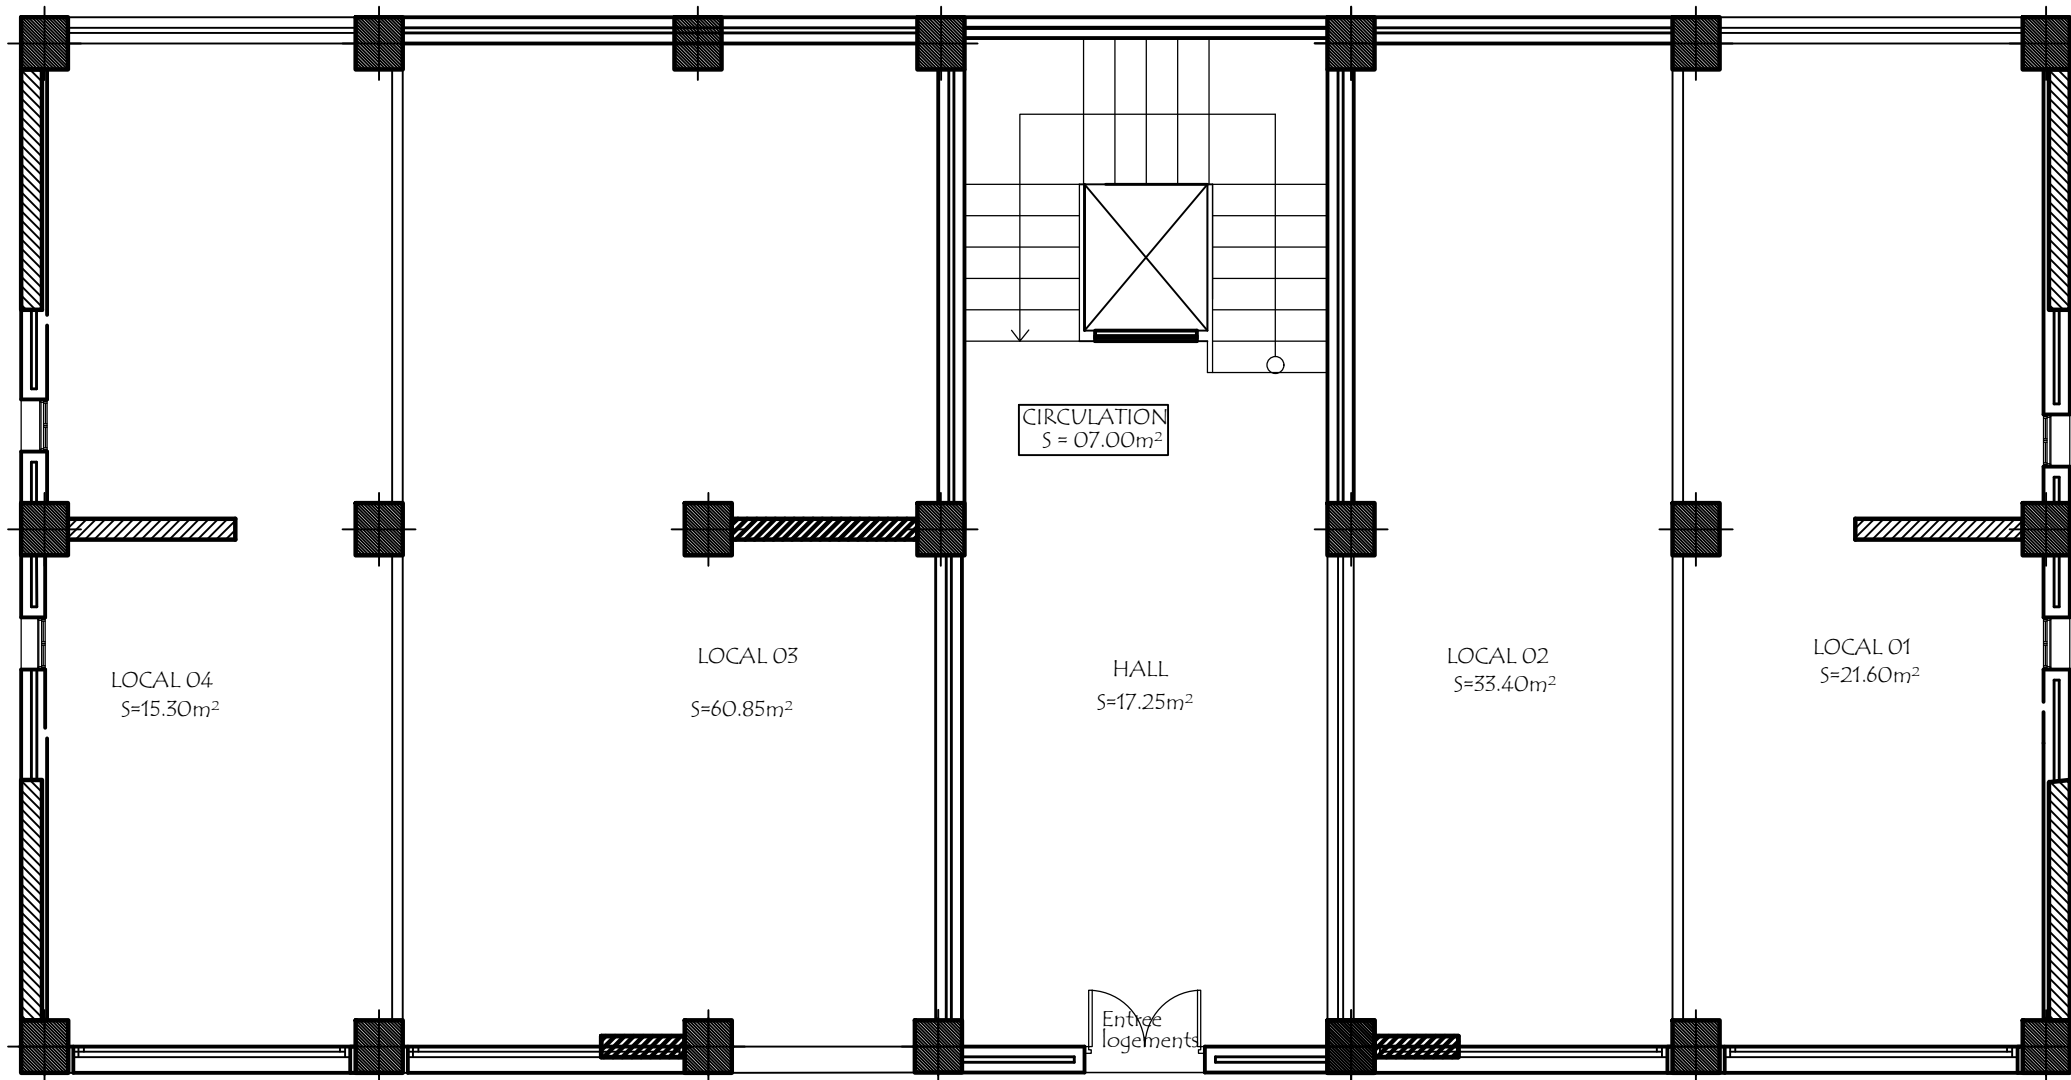 CIRCULATION
S = 07.00m²
LOCAL 04
S=15.30m²
LOCAL 03
S=60.85m²
HALL
S=17.25m²
LOCAL 02
S=33.40m²
LOCAL 01
S=21.60m²
Entree
logements